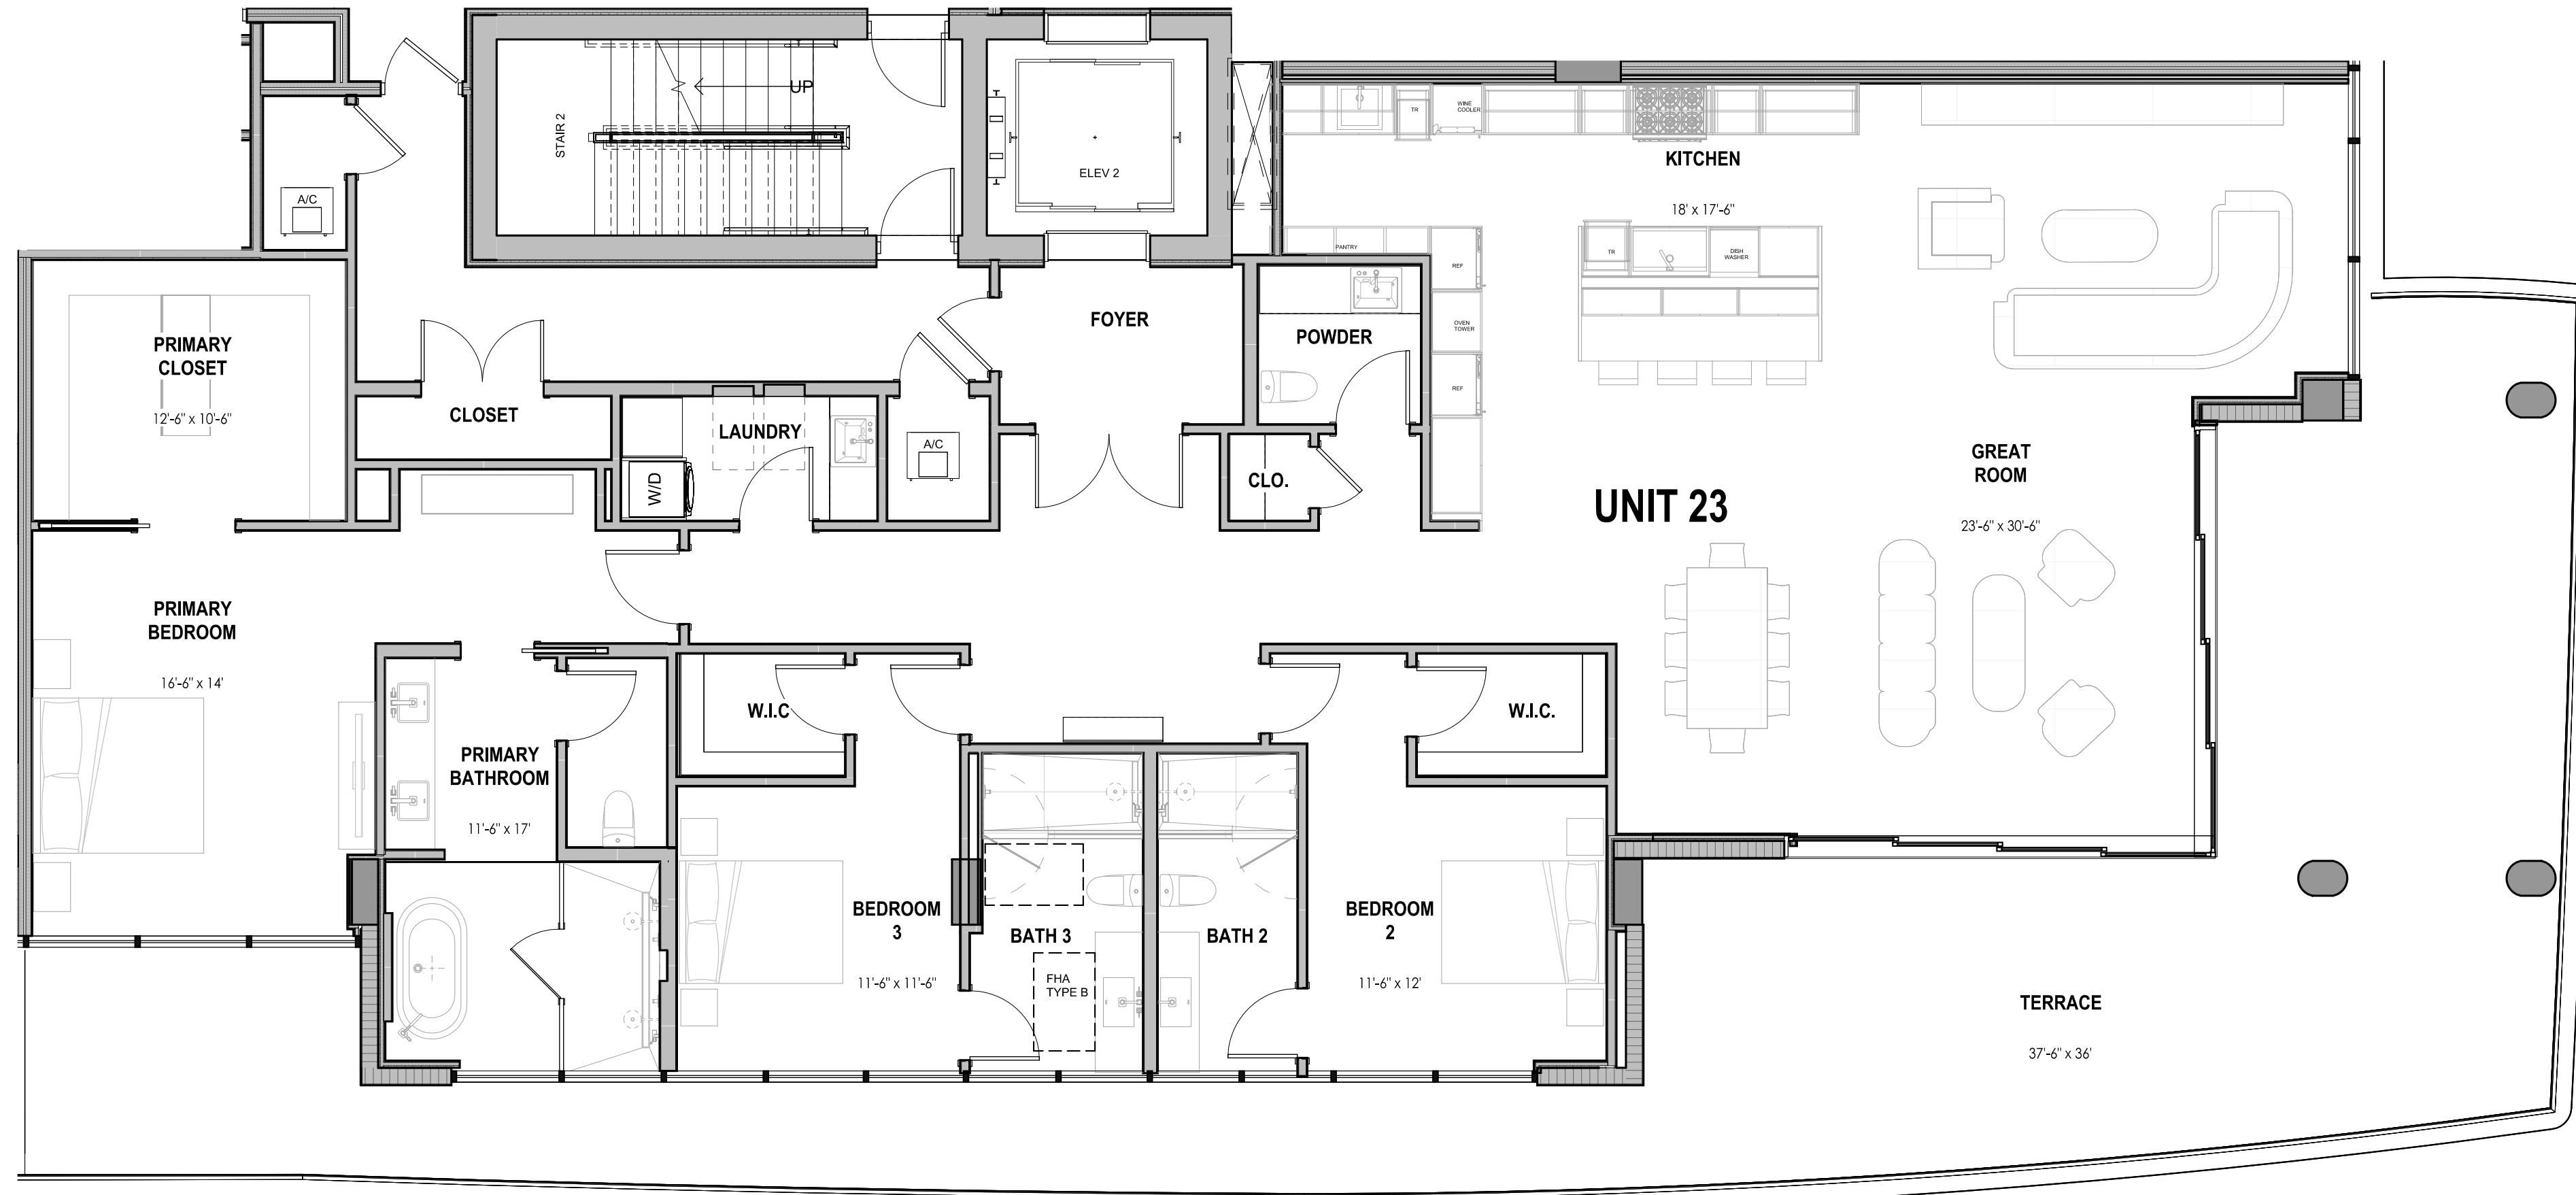 UP
STAIR 2
ELEV 2
TR
WINE
COOLER
KITCHEN
18' x 17'-6"
A/C
PANTRY
REF
TR
DISH
WASHER
OVEN
TOWER
REF
FOYER
POWDER
PRIMARY
CLOSET
12'-6" x 10'-6"
CLOSET
LAUNDRY
W/D
A/C
CLO.
UNIT 23
GREAT
ROOM
23'-6" x 30'-6"
PRIMARY
BEDROOM
16'-6" x 14'
W.I.C
W.I.C.
PRIMARY
BATHROOM
11'-6" x 17'
BEDROOM
3
11'-6" x 11'-6"
BATH 3
FHA
TYPE B
BATH 2
BEDROOM
2
11'-6" x 12'
TERRACE
37'-6" x 36'